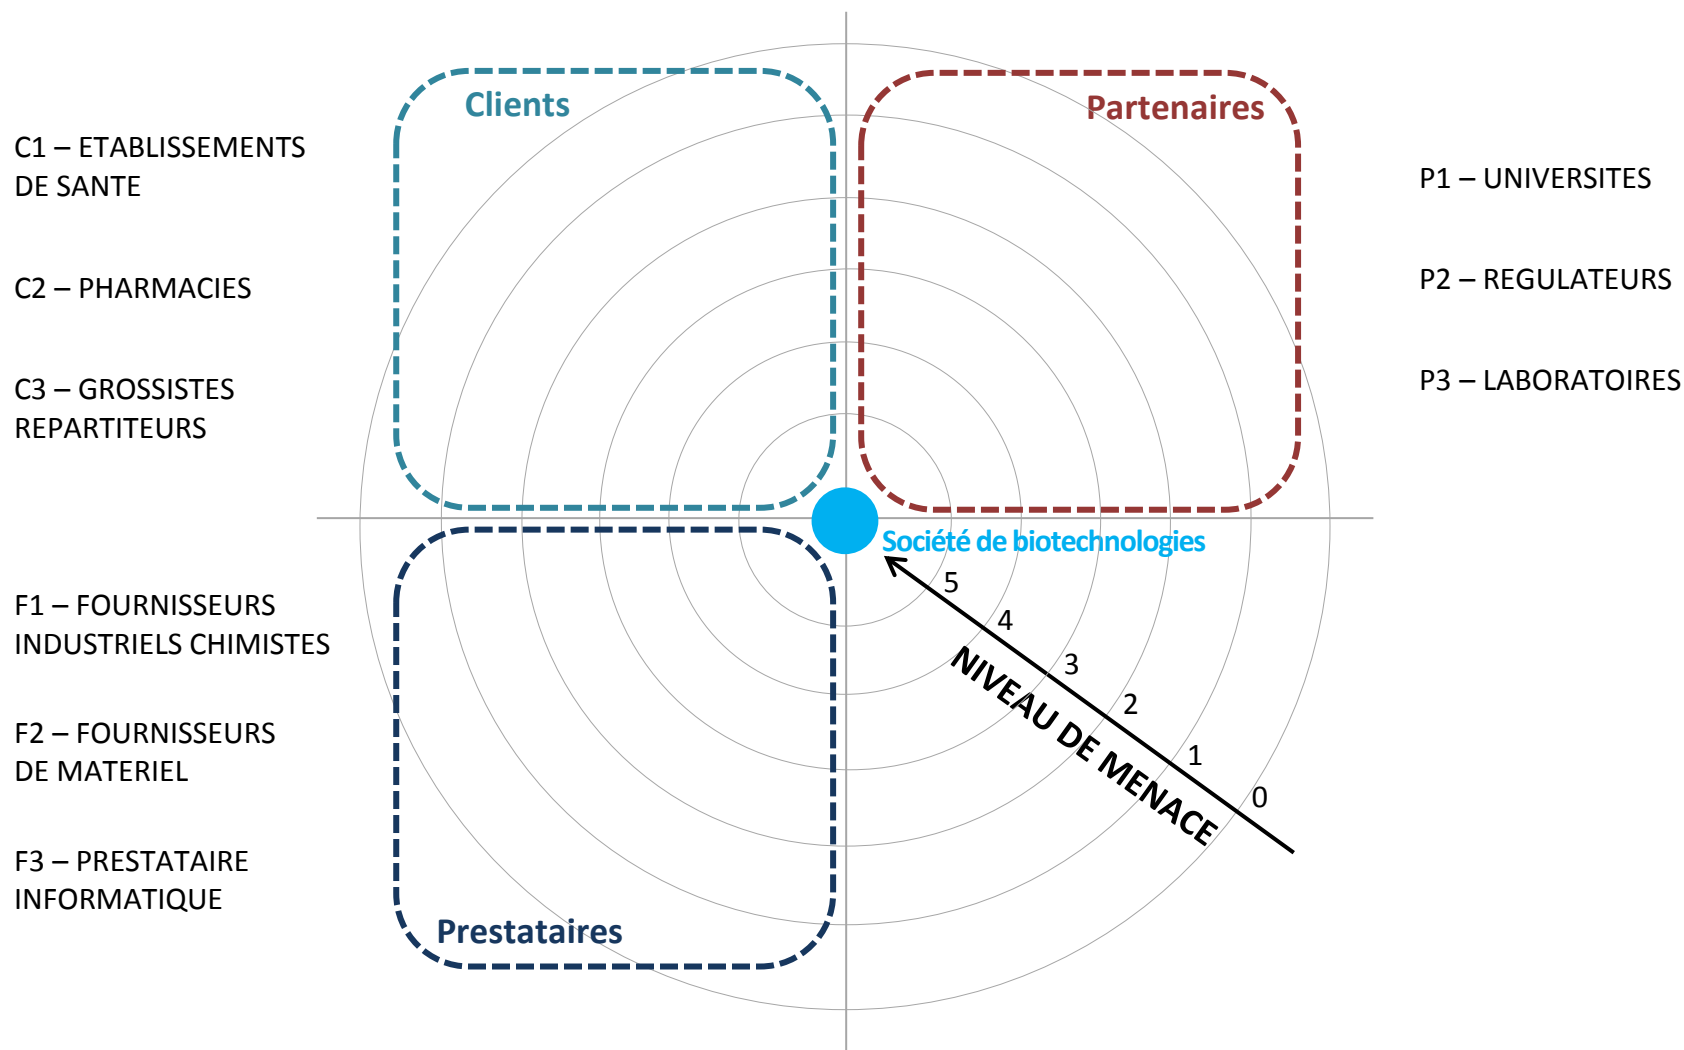 Clients
Partenaires
C1 – ETABLISSEMENTS
DE SANTE
C2 – PHARMACIES
C3 – GROSSISTES
REPARTITEURS
P1 – UNIVERSITES
P2 – REGULATEURS
P3 – LABORATOIRES
Société de biotechnologies
F1 – FOURNISSEURS
INDUSTRIELS CHIMISTES
F2 – FOURNISSEURS
DE MATERIEL
F3 – PRESTATAIRE
INFORMATIQUE
Prestataires
5
4
3
2
1
0
NIVEAU DE MENACE